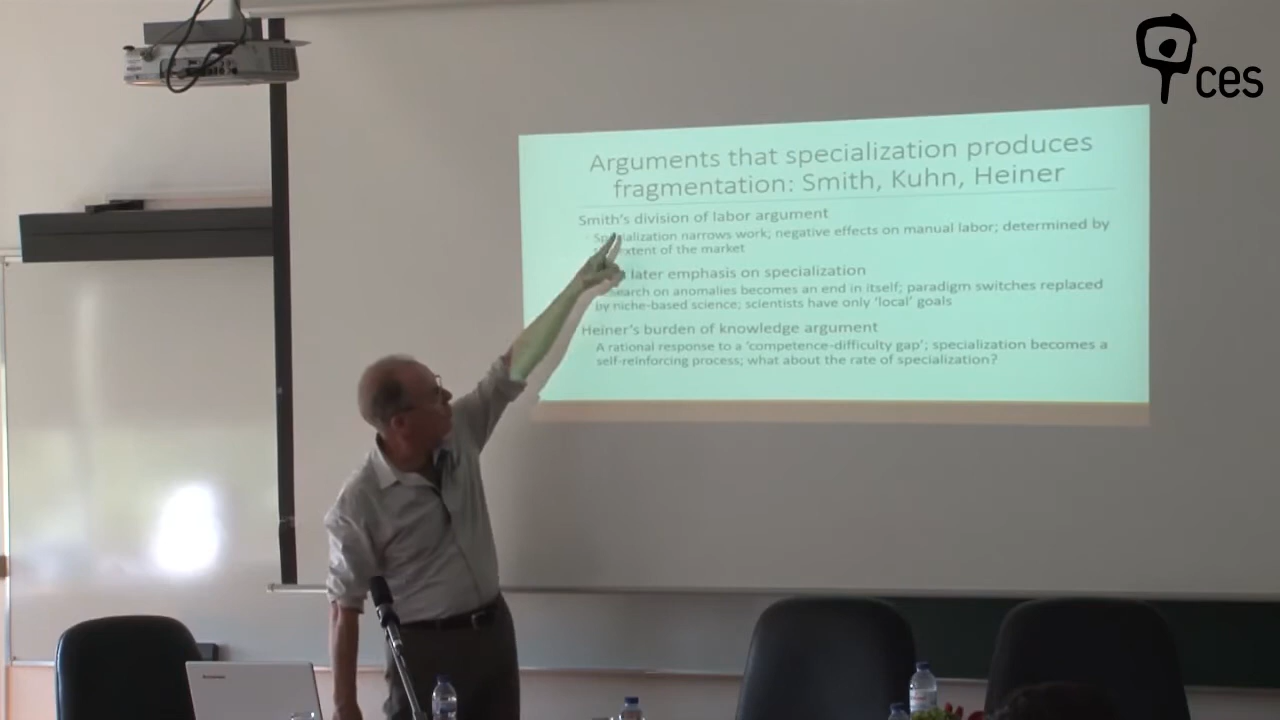 ces
Arguments that specialization produces
fragmentation: Smith, Kuhn, Heiner
Smith's division of labor argument
Specialization narrows work; negative effects on manual labor; determined by
extent of the market
later emphasis on specialization
search on anomalies becomes an end in itself; paradigm switches replaced
by niche-based science; scientists have only 'local' goals
Heiner's burden of knowledge argument
A rational response to a 'competence-difficulty gap'; specialization becomes a
self-reinforcing process; what about the rate of specialization?